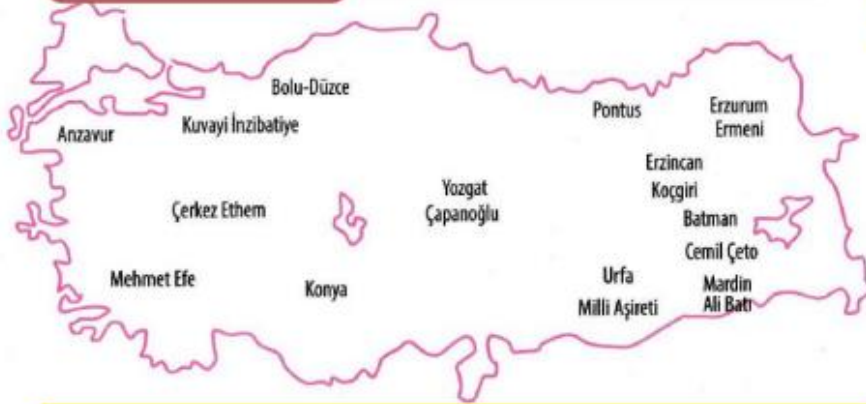 Bolu-Düzce
Anzavur
Kuvayi İnzibatiye
Pontus
Erzurum
Ermeni
Erzincan
Koçgiri
Çerkez Ethem
Yozgat
Çapanoğlu
Batman
Cemil Çeto
Mehmet Efe
Konya
Urfa
Milli Aşireti
Mardin
Ali Batı